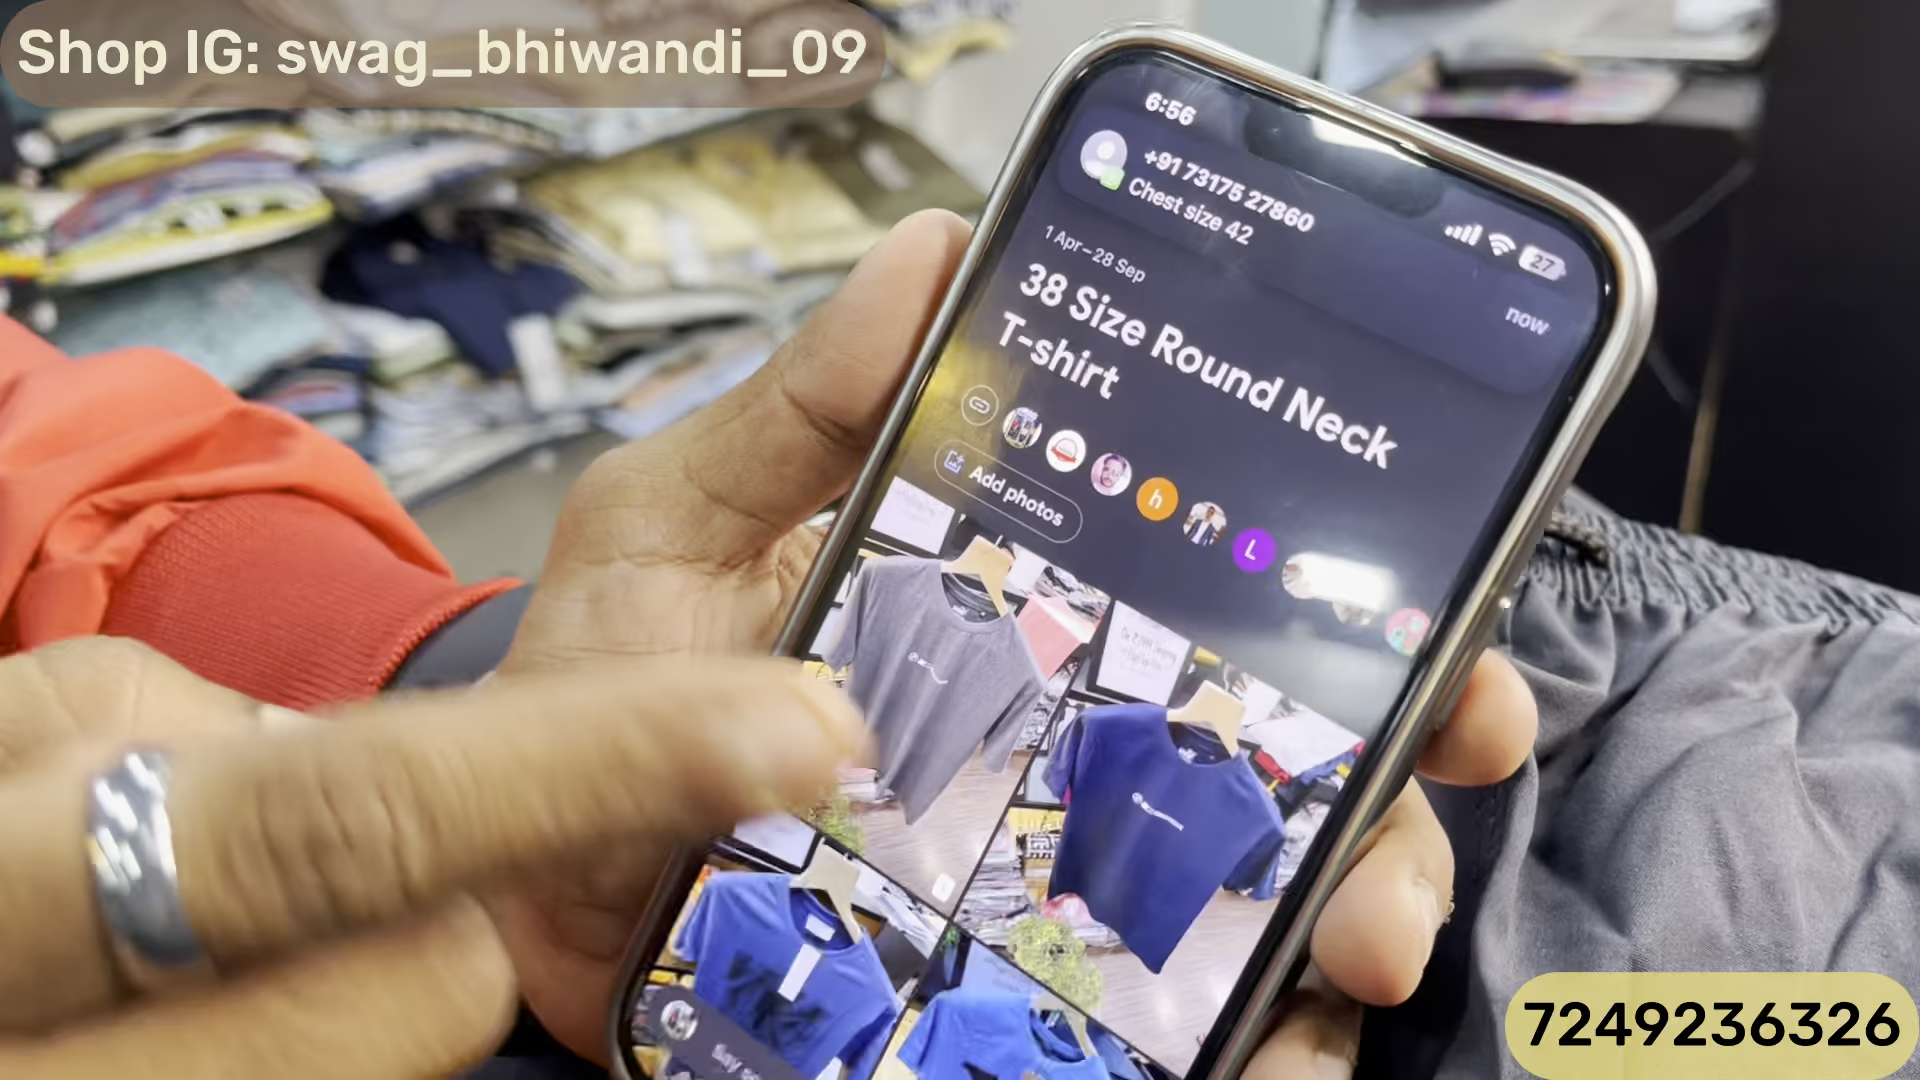 Shop IG: swag_bhiwandi_09
6:56
27
+91 73175 27860
Chest size 42
now
1 Apr – 28 Sep
38 Size Round Neck
T-shirt
h
L
Add photos
7249236326